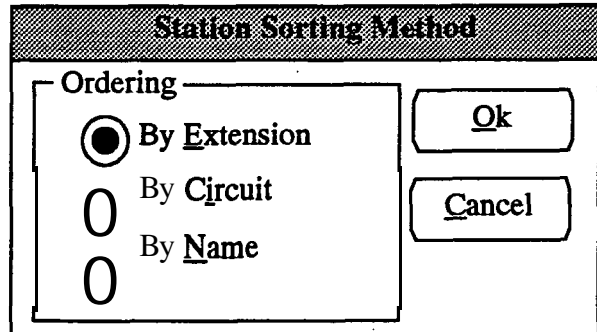 Station Sorting Method
Ordering
By Extension
By Circuit
By Name
Ok
Cancel